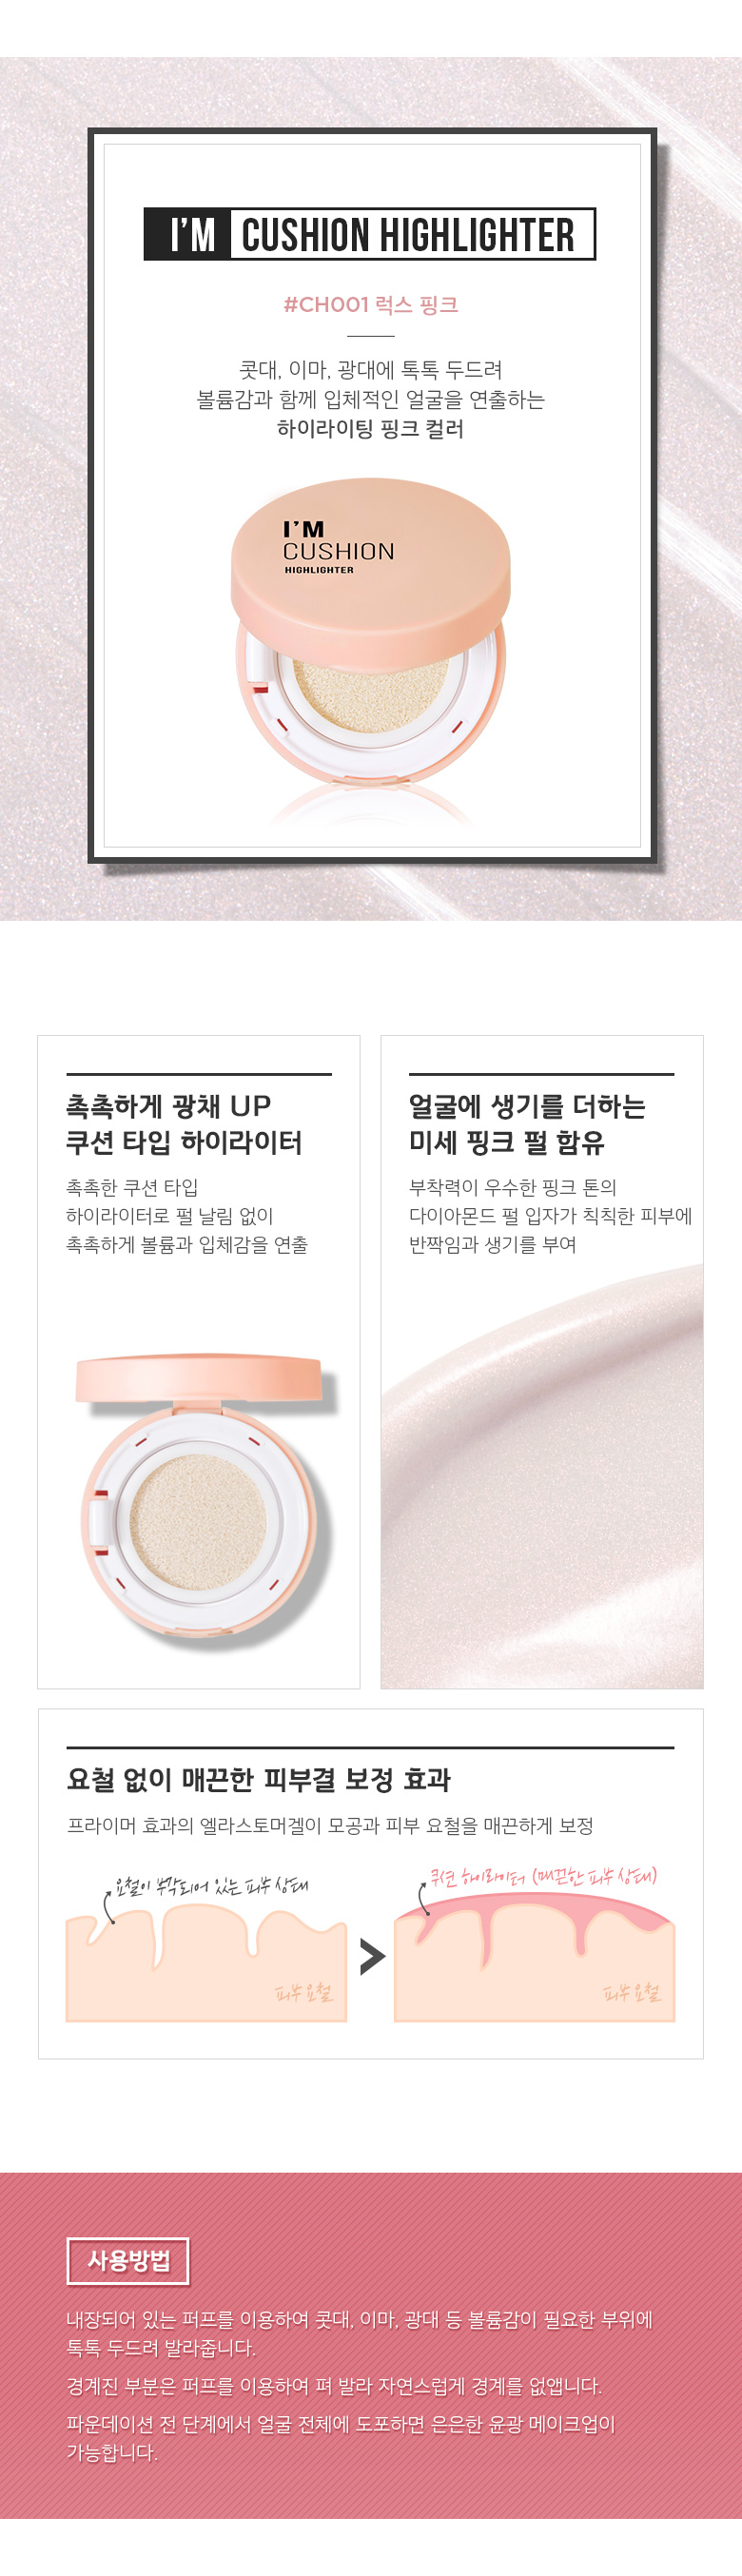 I'M CUSHION HIGHLIGHTER
#CH001 럭스 핑크
콧대, 이마, 광대에 톡톡 두드려
볼륨감과 함께 입체적인 얼굴을 연출하는
하이라이팅 핑크 컬러
I'M
CUSHION
HIGHLIGHTER
촉촉하게 광채 UP
쿠션 타입 하이라이터
촉촉한 쿠션 타입
하이라이터로 펄 날림 없이
촉촉하게 볼륨과 입체감을 연출
얼굴에 생기를 더하는
미세 핑크 펄 함유
부착력이 우수한 핑크 톤의
다이아몬드 펄 입자가 칙칙한 피부에
반짝임과 생기를 부여
요철 없이 매끈한 피부결 보정 효과
프라이머 효과의 엘라스토머겔이 모공과 피부 요철을 매끈하게 보정
요철이 부각되어 있는 피부 상태
피부 요철
쿠션 하이라이터 (매끈한 피부 상태)
피부 요철
사용방법
내장되어 있는 퍼프를 이용하여 콧대, 이마, 광대 등 볼륨감이 필요한 부위에
톡톡 두드려 발라줍니다.
경계진 부분은 퍼프를 이용하여 펴 발라 자연스럽게 경계를 없앱니다.
파운데이션 전 단계에서 얼굴 전체에 도포하면 은은한 윤광 메이크업이
가능합니다.